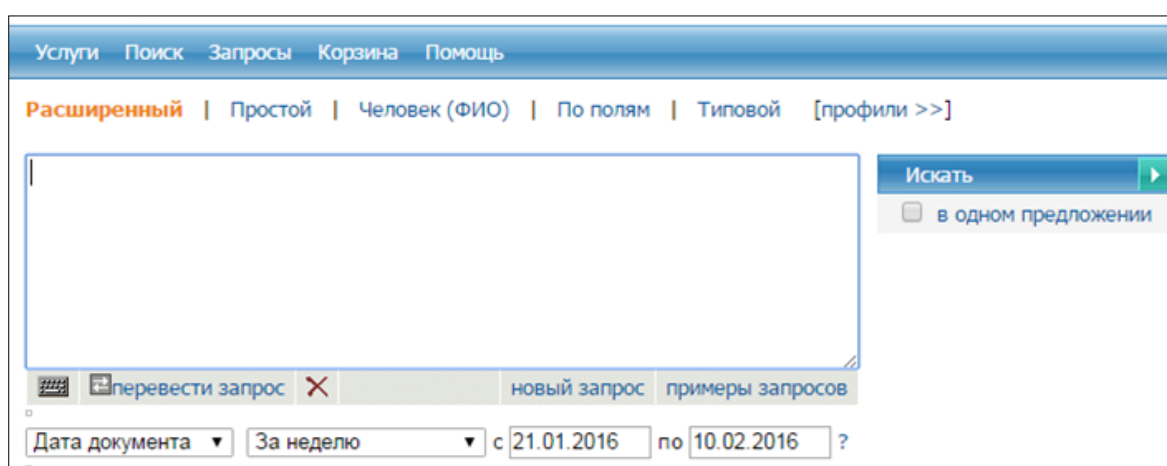 Услуги Поиск Запросы Корзина Помощь
Расширенный | Простой | Человек (ФИО) | По полям | Типовой [профили >>]
Искать
в одном предложении
перевести запрос новый запрос примеры запросов
Дата документа За неделю с 21.01.2016 по 10.02.2016 ?